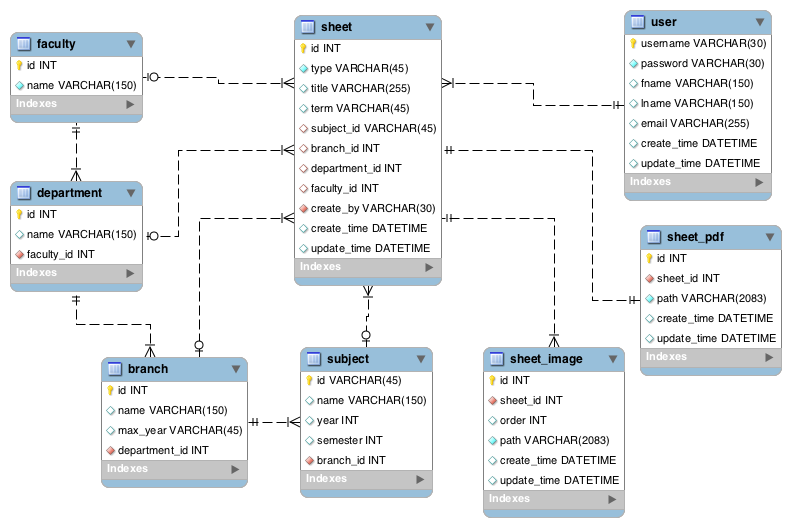 faculty
id INT
name VARCHAR(150)
Indexes
department
id INT
name VARCHAR(150)
faculty_id INT
Indexes
branch
id INT
name VARCHAR(150)
max_year VARCHAR(45)
department_id INT
Indexes
sheet
id INT
type VARCHAR(45)
title VARCHAR(255)
term VARCHAR(45)
subject_id VARCHAR(45)
branch_id INT
department_id INT
faculty_id INT
create_by VARCHAR(30)
create_time DATETIME
update_time DATETIME
Indexes
subject
id VARCHAR(45)
name VARCHAR(150)
year INT
semester INT
branch_id INT
Indexes
sheet_image
id INT
sheet_id INT
order INT
path VARCHAR(2083)
create_time DATETIME
update_time DATETIME
Indexes
user
username VARCHAR(30)
password VARCHAR(30)
fname VARCHAR(150)
lname VARCHAR(150)
email VARCHAR(255)
create_time DATETIME
update_time DATETIME
Indexes
sheet_pdf
id INT
sheet_id INT
path VARCHAR(2083)
create_time DATETIME
update_time DATETIME
Indexes